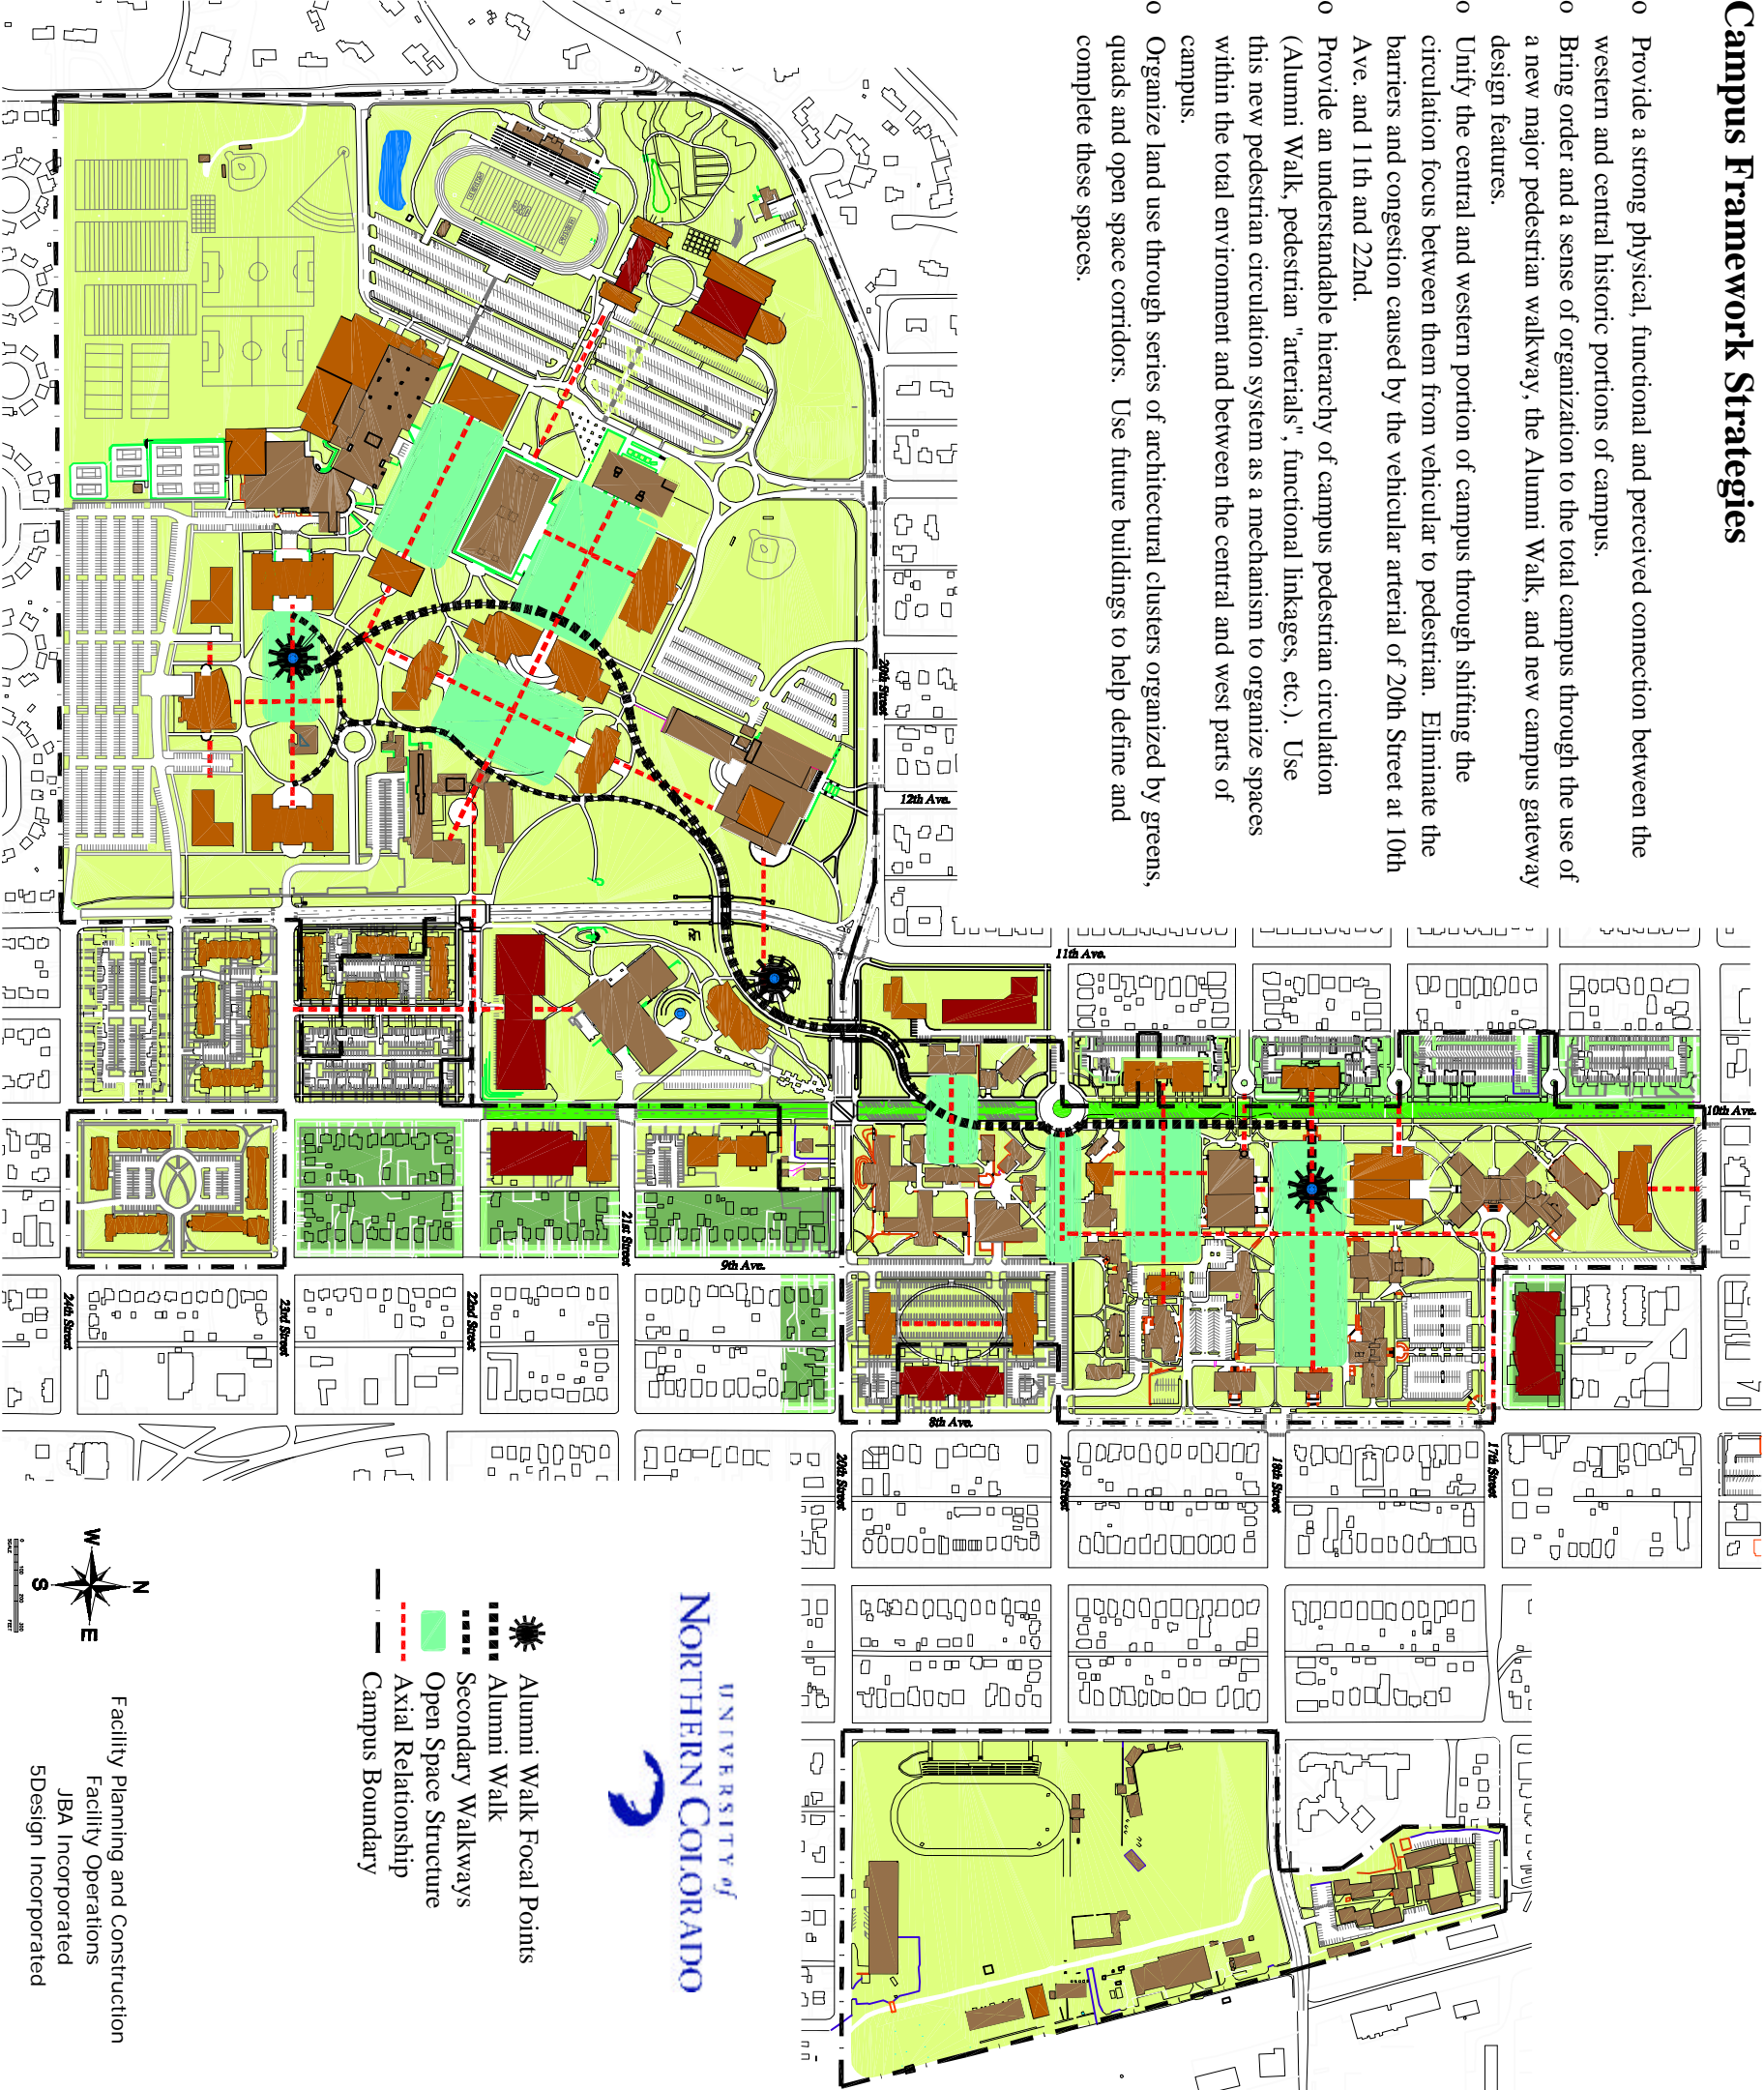 Campus Framework Strategies
o Provide a strong physical, functional and perceived connection between the
western and central historic portions of campus.
o Bring order and a sense of organization to the total campus through the use of
a new major pedestrian walkway, the Alumni Walk, and new campus gateway
design features.
o Unify the central and western portion of campus through shifting the
circulation focus between them from vehicular to pedestrian.  Eliminate the
barriers and congestion caused by the vehicular arterial of 20th Street at 10th
Ave. and 11th and 22nd.
o Provide an understandable hierarchy of campus pedestrian circulation
(Alumni Walk, pedestrian "arterials", functional linkages, etc.).  Use
this new pedestrian circulation system as a mechanism to organize spaces
within the total environment and between the central and west parts of
campus.
o Organize land use through series of architectural clusters organized by greens,
quads and open space corridors.  Use future buildings to help define and
complete these spaces.
10th Ave.
17th Street
18th Street
11th Ave.
19th Street
8th Ave.
20th Street
12th Ave.
20th Street
9th Ave.
21st Street
22nd Street
23rd Street
24th Street
UNIVERSITY of
NORTHERN COLORADO
Alumni Walk Focal Points
Alumni Walk
Secondary Walkways
Open Space Structure
Axial Relationship
Campus Boundary
N
W
E
S
SCALE
FEET
Facility Planning and Construction
Facility Operations
JBA Incorporated
5Design Incorporated